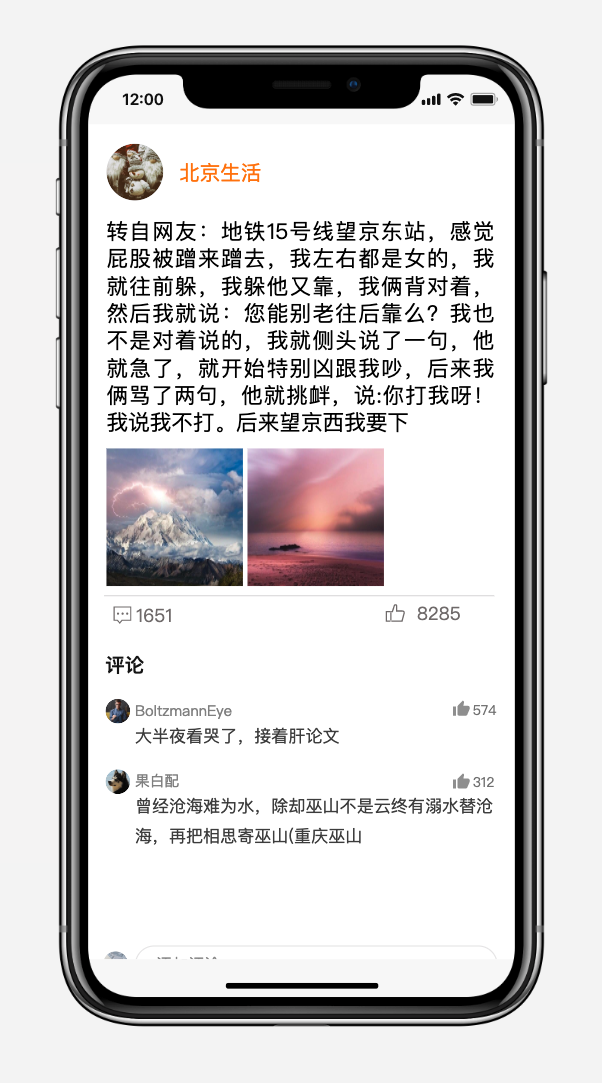 12:00
北京生活
转自网友：地铁15号线望京东站，感觉
屁股被蹭来蹭去，我左右都是女的，我
就往前躲，我躲他又靠，我俩背对着，
然后我就说：您能别老往后靠么？我也
不是对着说的，我就侧头说了一句，他
就急了，就开始特别凶跟我吵，后来我
俩骂了两句，他就挑衅，说:你打我呀！
我说我不打。后来望京西我要下
1651
8285
评论
BoltzmannEye
574
大半夜看哭了，接着肝论文
果白配
312
曾经沧海难为水，除却巫山不是云终有溺水替沧
海，再把相思寄巫山(重庆巫山